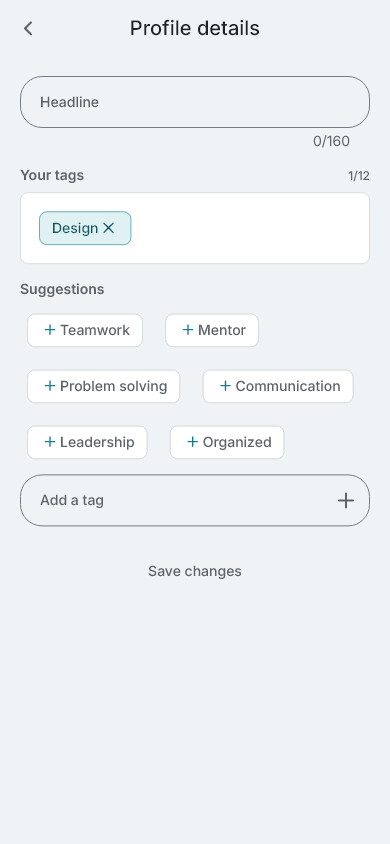 Profile details
Headline
0/160
Your tags 1/12
Design
Suggestions
Teamwork Mentor
Problem solving Communication
Leadership Organized
Add a tag
Save changes